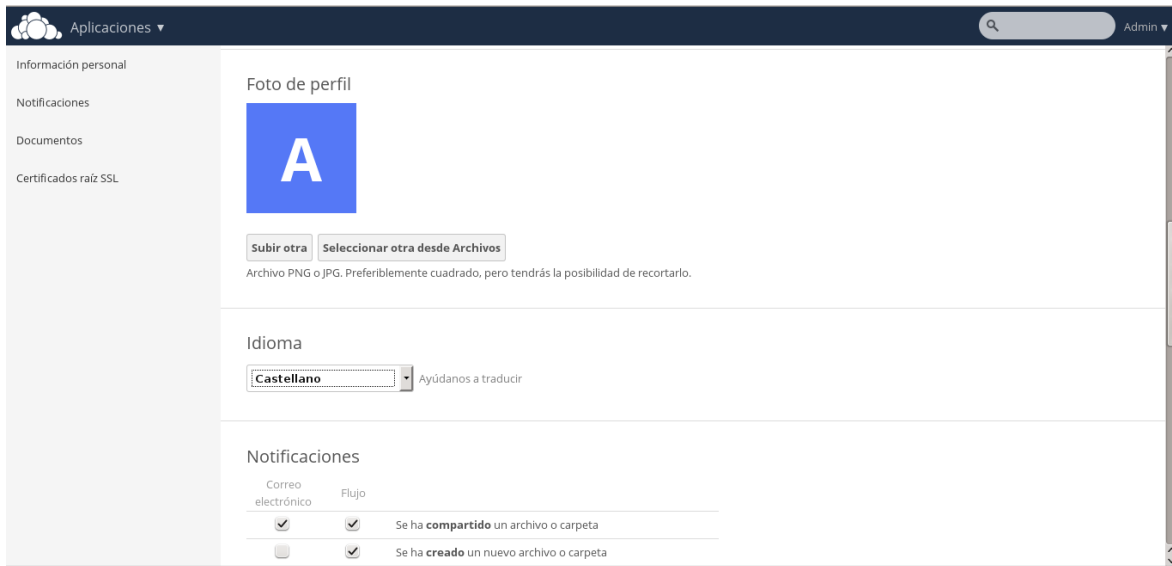 Aplicaciones ▼
Admin ▼
Información personal
Notificaciones
Documentos
Certificados raíz SSL
Foto de perfil
A
Subir otra
Seleccionar otra desde Archivos
Archivo PNG o JPG. Preferiblemente cuadrado, pero tendrás la posibilidad de recortarlo.
Idioma
Castellano
Ayúdanos a traducir
Notificaciones
Correo
electrónico
Flujo
Se ha compartido un archivo o carpeta
Se ha creado un nuevo archivo o carpeta